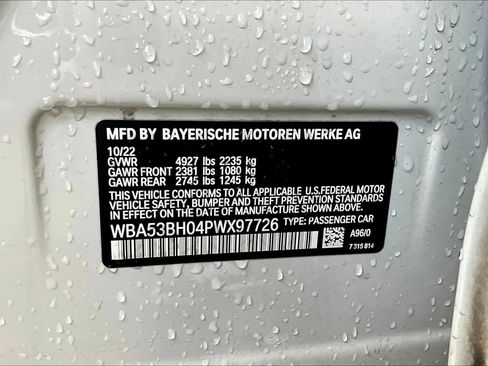 MFD BY BAYERISCHE MOTOREN WERKE AG
10/22
GVWR 4927 lbs 2235 kg
GAWR FRONT 2381 lbs 1080 kg
GAWR REAR 2745 lbs 1245 kg
THIS VEHICLE CONFORMS TO ALL APPLICABLE U.S.FEDERAL MOTOR
VEHICLE SAFETY, BUMPER, AND THEFT PREVENTION STANDARDS
IN EFFECT ON THE DATE OF MANUFACTURE SHOWN ABOVE.
WBA53BH04PWX97726 TYPE: PASSENGER CAR
A96/0
7 315 814